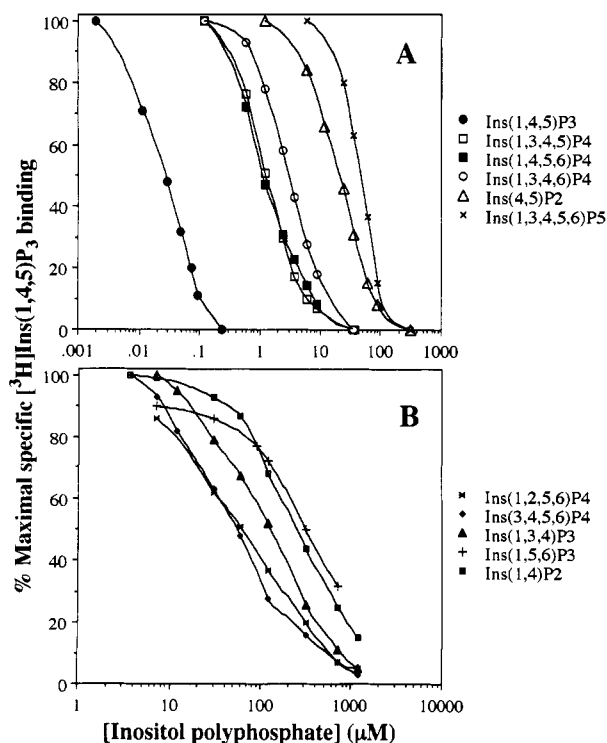 % Maximal specific [³H]Ins(1,4,5)P₃ binding
A
100
80
60
40
20
0
.001 .01 .1 1 10 100 1000
Ins(1,4,5)P3
Ins(1,3,4,5)P4
Ins(1,4,5,6)P4
Ins(1,3,4,6)P4
Ins(4,5)P2
Ins(1,3,4,5,6)P5
B
100
80
60
40
20
0
1 10 100 1000 10000
Ins(1,2,5,6)P4
Ins(3,4,5,6)P4
Ins(1,3,4)P3
Ins(1,5,6)P3
Ins(1,4)P2
[Inositol polyphosphate] (μM)